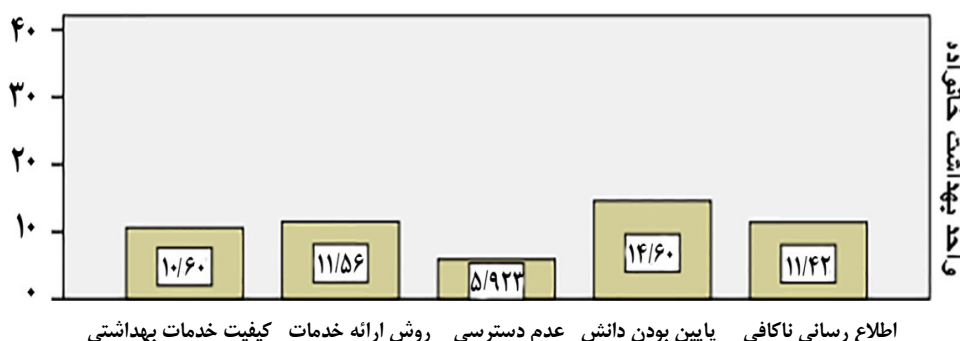 ۴۰
۳۰
۲۰
۱۰
۰
واحد بهداشت خانواده
۱۱/۴۲
۱۴/۶۰
۵/۹۲۳
۱۱/۵۶
۱۰/۶۰
اطلاع رسانی ناکافی
پایین بودن دانش
عدم دسترسی
روش ارائه خدمات
کیفیت خدمات بهداشتی